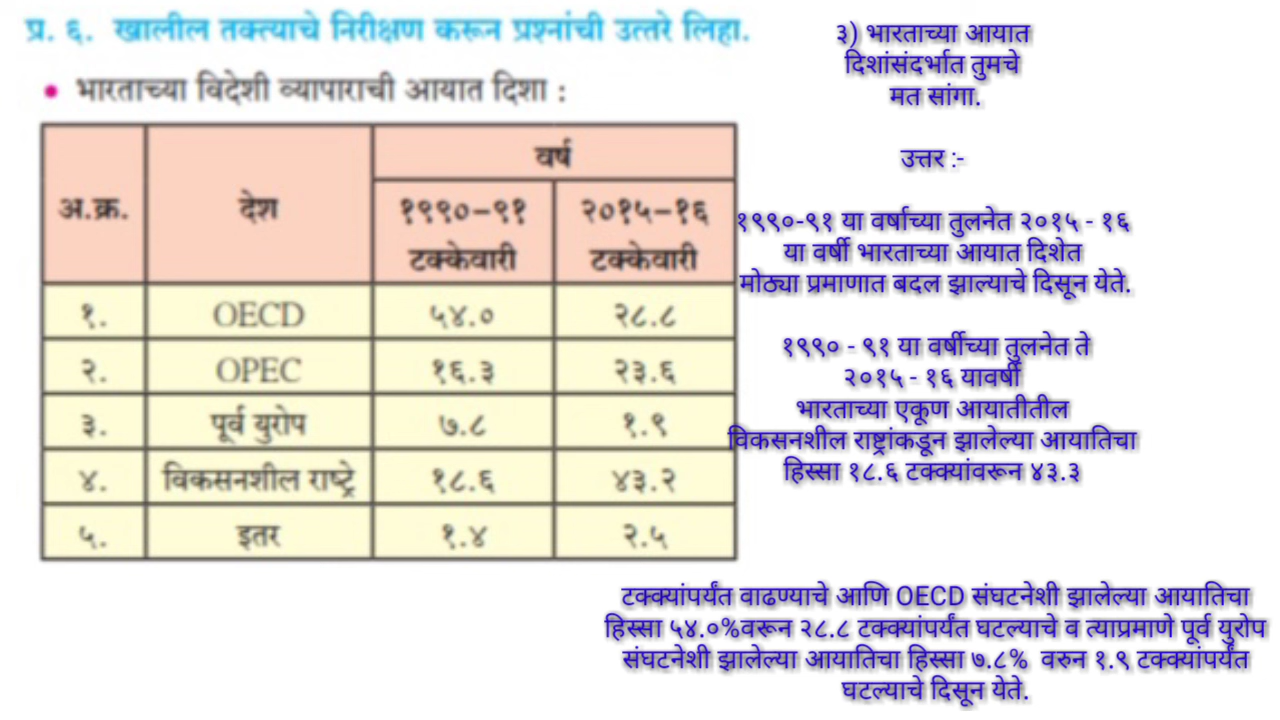 प्र. ६. खालील तक्त्याचे निरीक्षण करून प्रश्नांची उत्तरे लिहा.
• भारताच्या विदेशी व्यापाराची आयात दिशा :
अ.क्र. देश वर्ष
१९९०–९१ टक्केवारी २०१५–१६ टक्केवारी
१. OECD ५४.० २८.८
२. OPEC १६.३ २३.६
३. पूर्व युरोप ७.८ १.९
४. विकसनशील राष्ट्रे १८.६ ४३.२
५. इतर १.४ २.५
३) भारताच्या आयात
दिशांसंदर्भात तुमचे
मत सांगा.
उत्तर :-
१९९०-९१ या वर्षाच्या तुलनेत २०१५ - १६
या वर्षी भारताच्या आयात दिशेत
मोठ्या प्रमाणात बदल झाल्याचे दिसून येते.
१९९० - ९१ या वर्षीच्या तुलनेत ते
२०१५ - १६ यावर्षी
भारताच्या एकूण आयातीतील
विकसनशील राष्ट्रांकडून झालेल्या आयातिचा
हिस्सा १८.६ टक्क्यांवरून ४३.३
टक्क्यांपर्यंत वाढण्याचे आणि OECD संघटनेशी झालेल्या आयातिचा
हिस्सा ५४.०%वरून २८.८ टक्क्यांपर्यंत घटल्याचे व त्याप्रमाणे पूर्व युरोप
संघटनेशी झालेल्या आयातिचा हिस्सा ७.८% वरुन १.९ टक्क्यांपर्यंत
घटल्याचे दिसून येते.